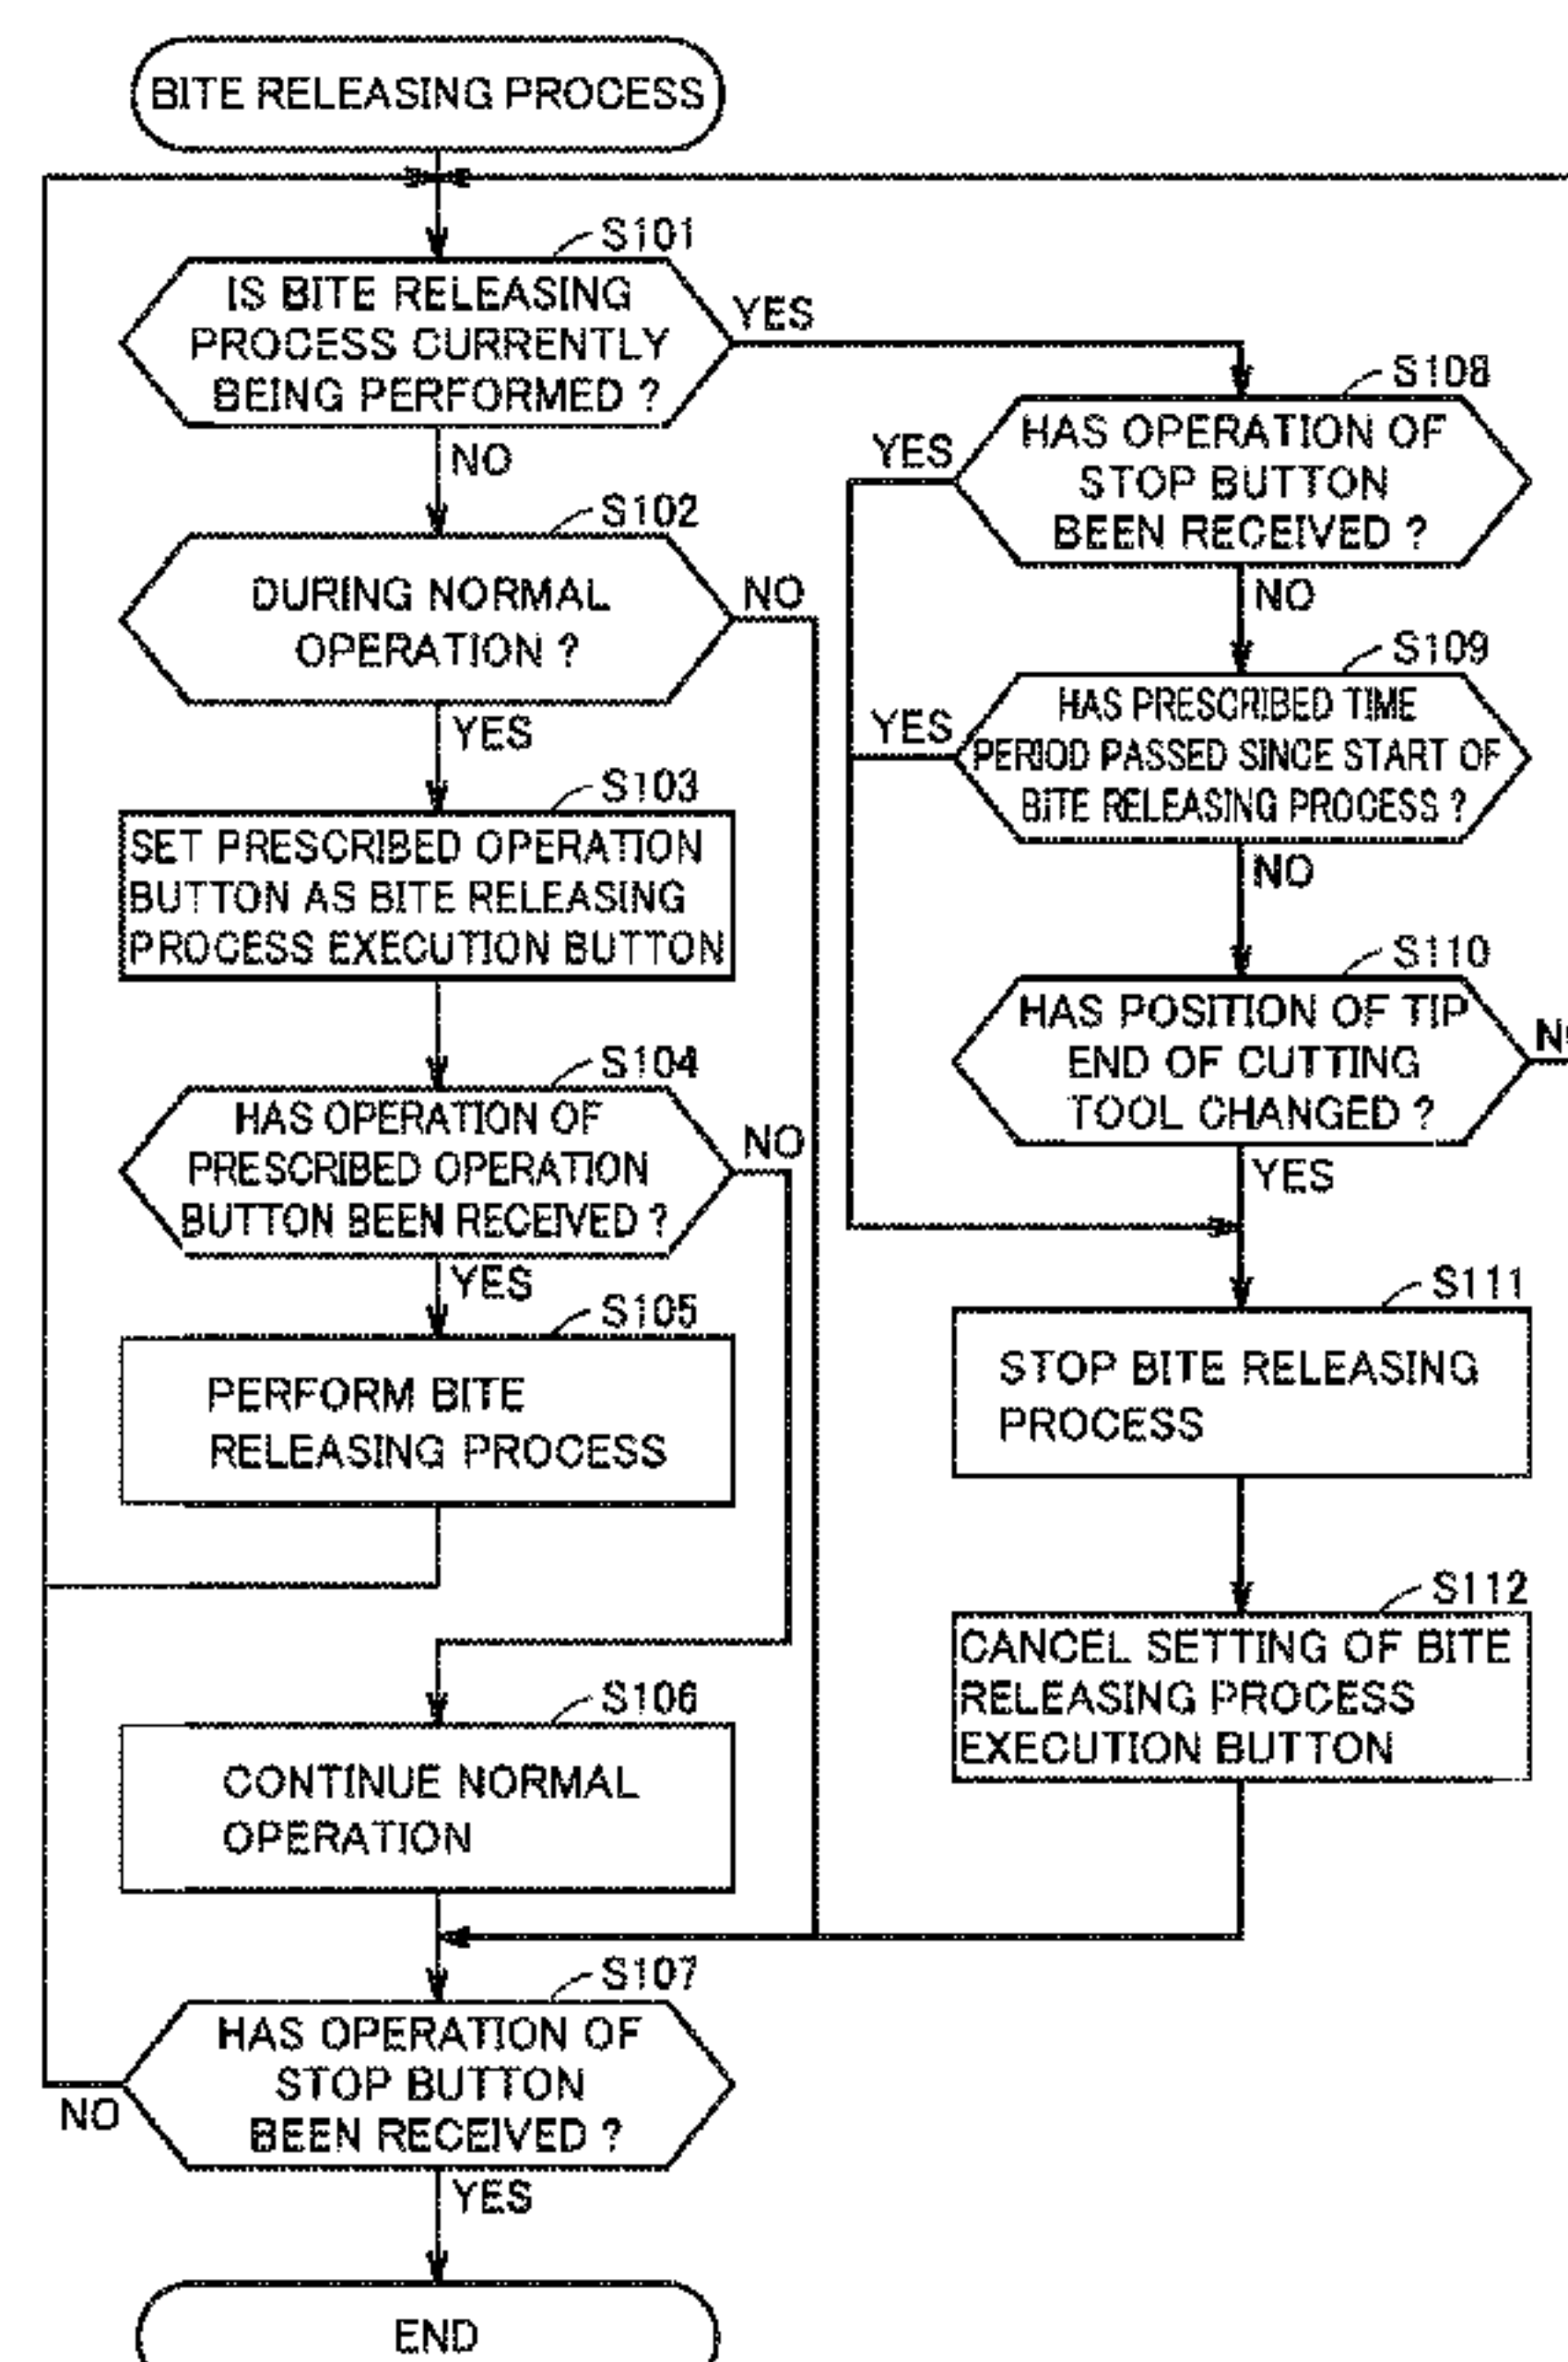 BITE RELEASING PROCESS
S101
IS BITE RELEASING
PROCESS CURRENTLY
BEING PERFORMED ?
YES
NO
S102
DURING NORMAL
OPERATION ?
NO
YES
S103
SET PRESCRIBED OPERATION
BUTTON AS BITE RELEASING
PROCESS EXECUTION BUTTON
S104
HAS OPERATION OF
PRESCRIBED OPERATION
BUTTON BEEN RECEIVED ?
NO
YES
S105
PERFORM BITE
RELEASING PROCESS
S106
CONTINUE NORMAL
OPERATION
S107
HAS OPERATION OF
STOP BUTTON
BEEN RECEIVED ?
NO
YES
END
S108
HAS OPERATION OF
STOP BUTTON
BEEN RECEIVED ?
YES
NO
S109
HAS PRESCRIBED TIME
PERIOD PASSED SINCE START OF
BITE RELEASING PROCESS ?
YES
NO
S110
HAS POSITION OF TIP
END OF CUTTING
TOOL CHANGED ?
YES
S111
STOP BITE RELEASING
PROCESS
S112
CANCEL SETTING OF BITE
RELEASING PROCESS
EXECUTION BUTTON